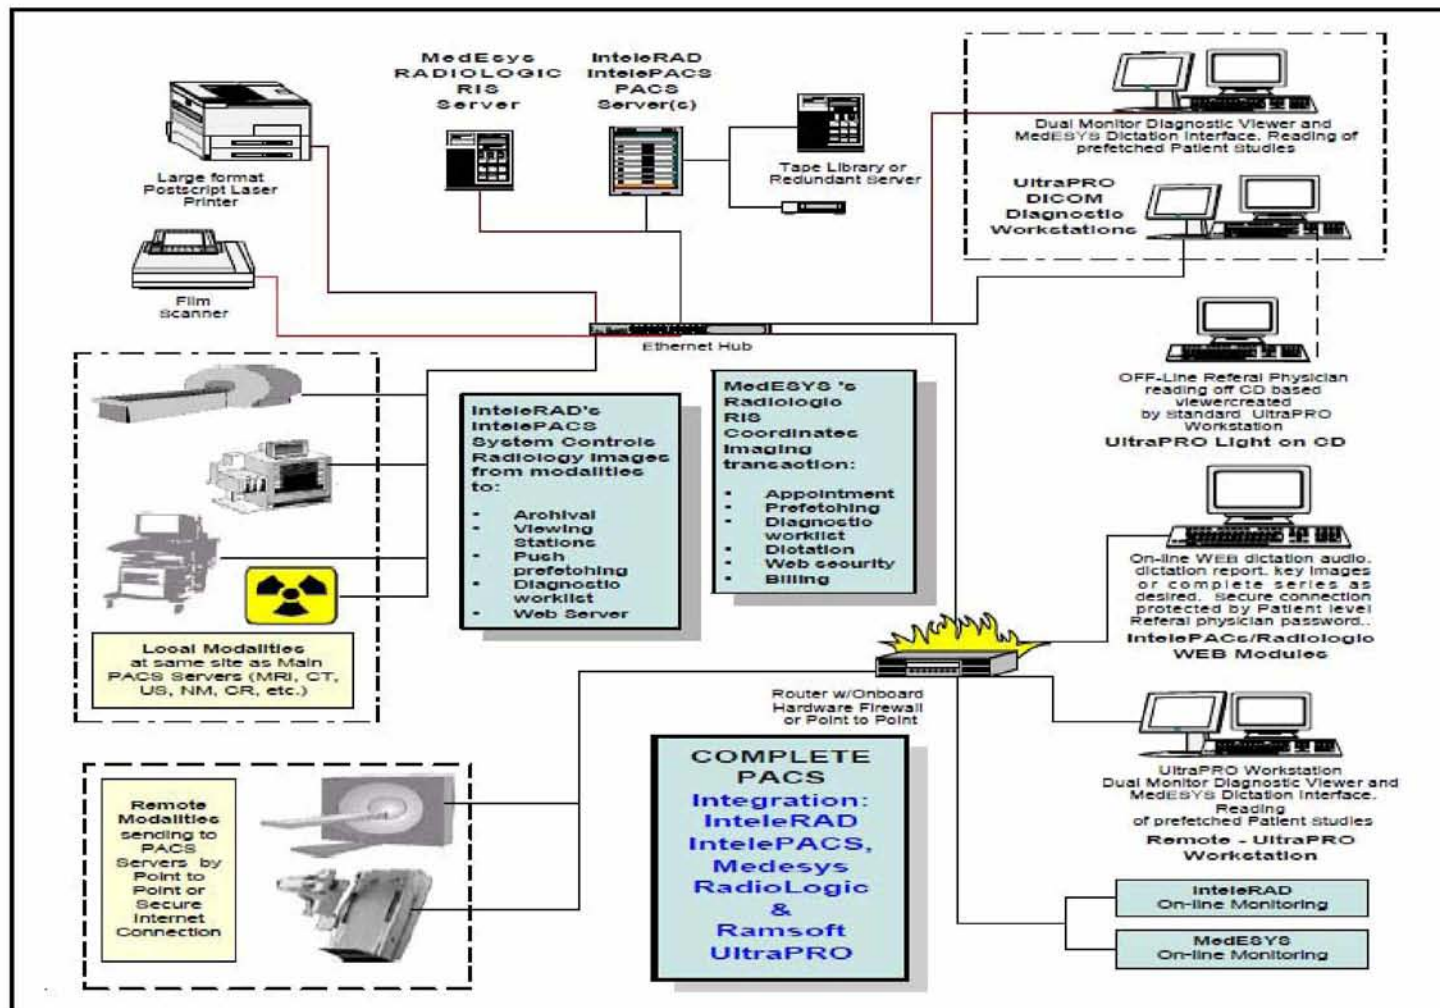 MedEsys
RADIOLOGIC
RIS
Server
InteleRAD
IntelePACS
PACS
Server(s)
Large format
Postscript Laser
Printer
Tape Library or
Redundant Server
Dual Monitor Diagnostic Viewer and
MedESYS Dictation Interface. Reading of
prefetched Patient Studies
UltraPRO
DICOM
Diagnostic
Workstations
Film
Scanner
Ethernet Hub
OFF-Line Referal Physician
reading off CD based
viewercreated
by Standard UltraPRO
Workstation
UltraPRO Light on CD
InteleRAD's
IntelePACS
System Controls
Radiology Images
from modalities
to:
• Archival
• Viewing
Stations
• Push
prefetching
• Diagnostic
worklist
• Web Server
MedESYS 's
Radiologic
RIS
Coordinates
Imaging
transaction:
• Appointment
• Prefetching
• Diagnostic
worklist
• Dictation
• Web security
• Billing
On-line WEB dictation audio.
dictation report. key images
or complete series as
desired. Secure connection
protected by Patient level
Referal physician password..
IntelePACs/Radiologic
WEB Modules
Local Modalities
at same site as Main
PACS Servers (MRI, CT,
US, NM, CR, etc.)
Router w/Onboard
Hardware Firewall
or Point to Point
UltraPRO Workstation
Dual Monitor Diagnostic Viewer and
MedESYS Dictation Interface.
Reading
of prefetched Patient Studies
Remote - UltraPRO
Workstation
Remote
Modalities
sending to
PACS
Servers by
Point to
Point or
Secure
Internet
Connection
COMPLETE
PACS
Integration:
InteleRAD
IntelePACS,
Medesys
RadioLogic
&
Ramsoft
UltraPRO
InteleRAD
On-line Monitoring
MedESYS
On-line Monitoring